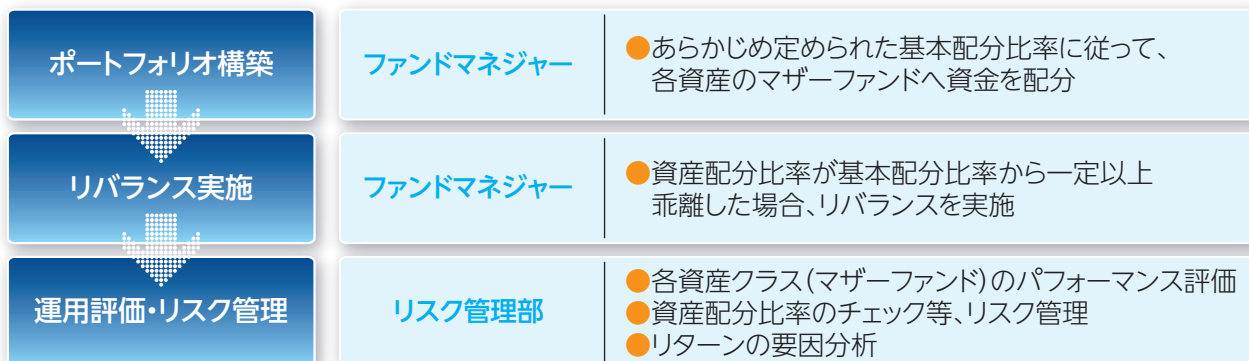 ポートフォリオ構築
ファンドマネジャー
●あらかじめ定められた基本配分比率に従って、
各資産のマザーファンドへ資金を配分
リバランス実施
ファンドマネジャー
●資産配分比率が基本配分比率から一定以上
乖離した場合、リバランスを実施
運用評価・リスク管理
リスク管理部
●各資産クラス(マザーファンド)のパフォーマンス評価
●資産配分比率のチェック等、リスク管理
●リターンの要因分析